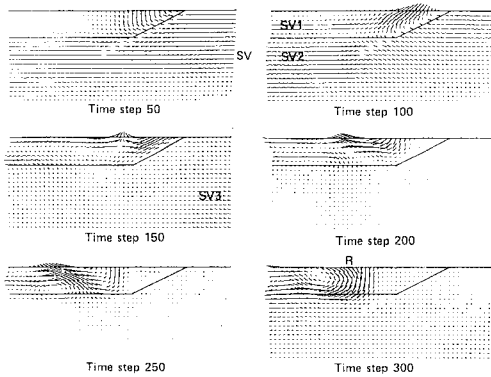 SV
Time step 50
SV1
SV2
Time step 100
SV3
Time step 150
Time step 200
Time step 250
R
Time step 300